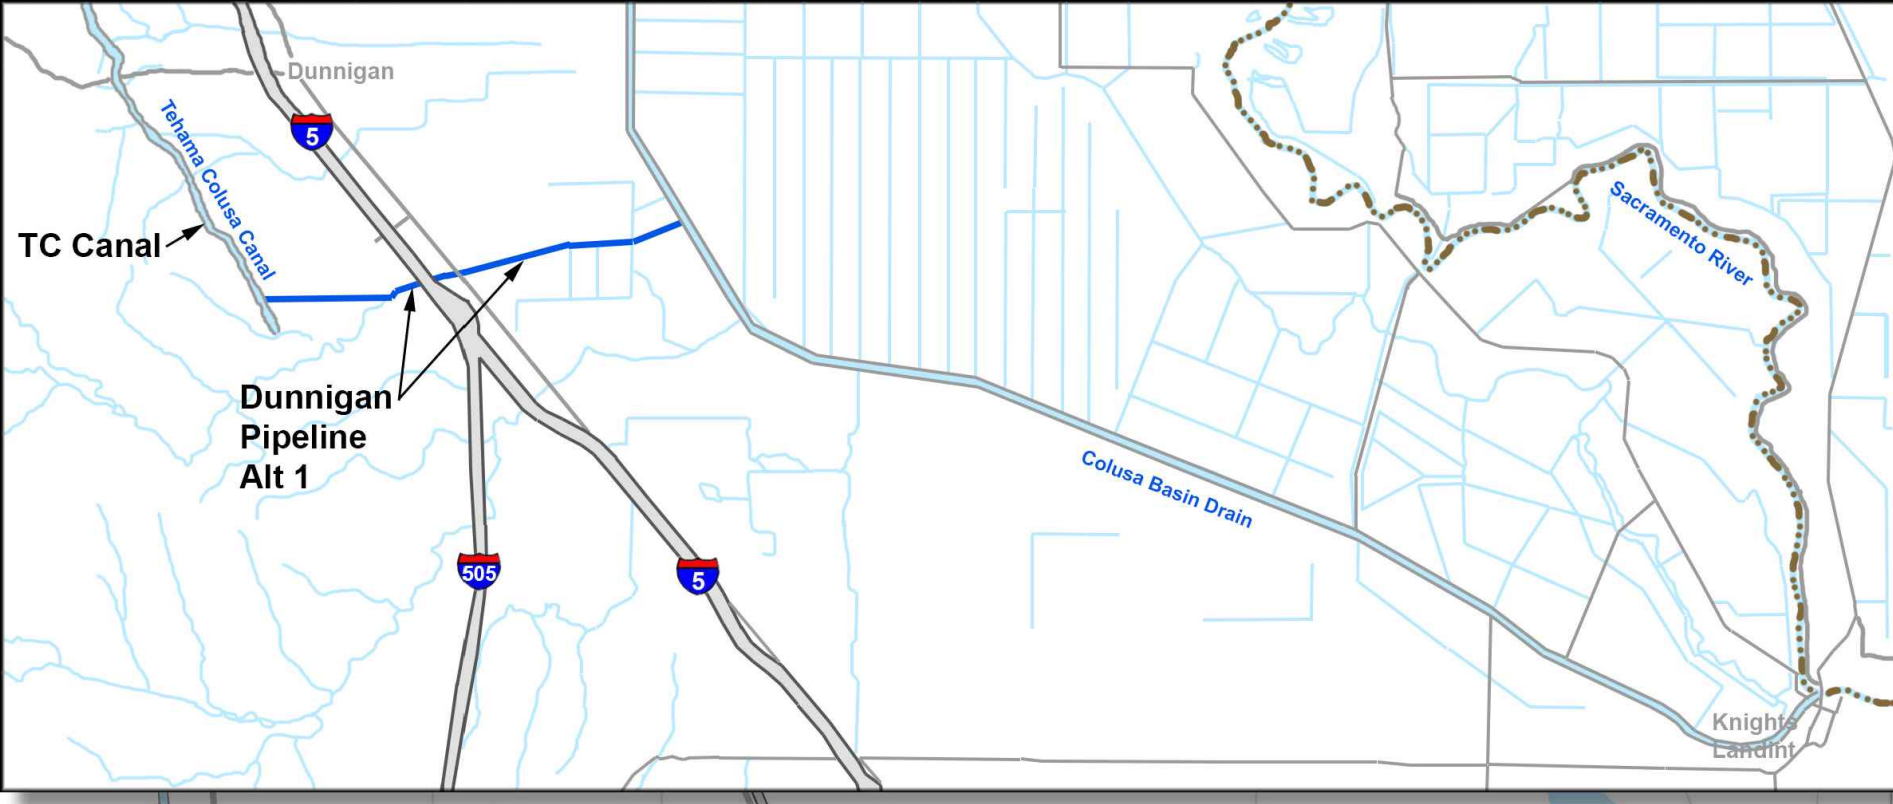 Dunnigan
5
Tehama Colusa Canal
TC Canal
Sacramento River
Dunnigan
Pipeline
Alt 1
Colusa Basin Drain
505
5
Knights
Landint